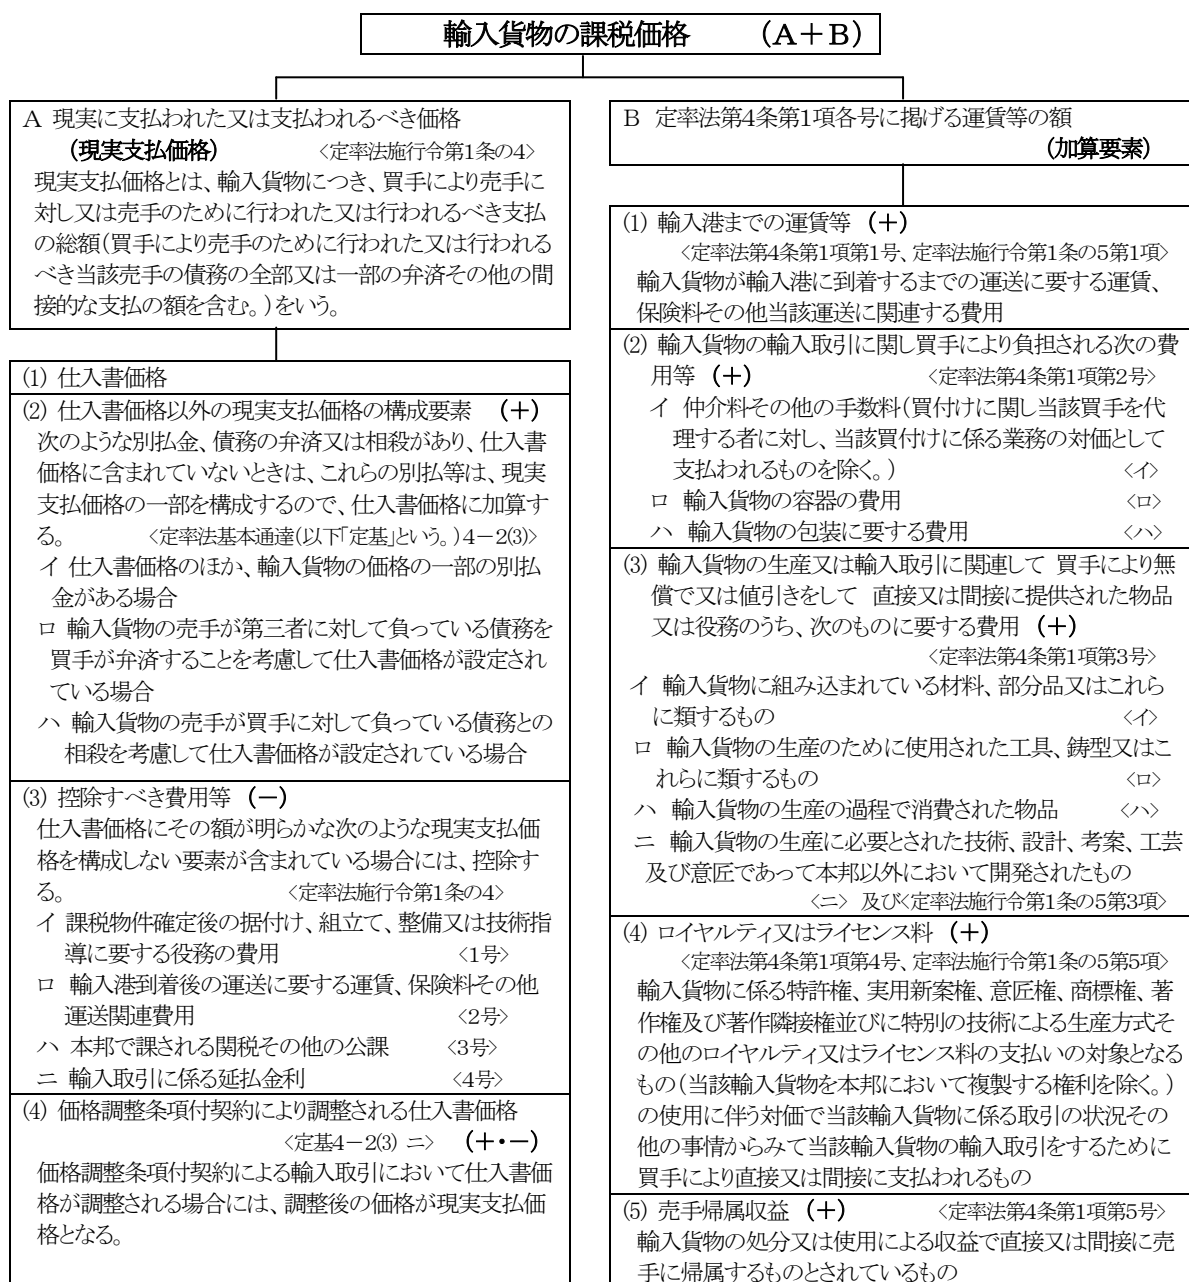 輸入貨物の課税価格　　（A＋B）
A 現実に支払われた又は支払われるべき価格
（現実支払価格）　　〈定率法施行令第1条の4〉
現実支払価格とは、輸入貨物につき、買手により売手に
対し又は売手のために行われた又は行われるべき支払
の総額（買手により売手のために行われた又は行われる
べき当該売手の債務の全部又は一部の弁済その他の間
接的な支払の額を含む。）をいう。
(1) 仕入書価格
(2) 仕入書価格以外の現実支払価格の構成要素　（＋）
次のような別払金、債務の弁済又は相殺があり、仕入書
価格に含まれていないときは、これらの別払等は、現実
支払価格の一部を構成するので、仕入書価格に加算す
る。　　〈定率法基本通達（以下「定基」という。）4－2(3)〉
イ 仕入書価格のほか、輸入貨物の価格の一部の別払
金がある場合
ロ 輸入貨物の売手が第三者に対して負っている債務を
買手が弁済することを考慮して仕入書価格が設定され
ている場合
ハ 輸入貨物の売手が買手に対して負っている債務との
相殺を考慮して仕入書価格が設定されている場合
(3) 控除すべき費用等 （－）
仕入書価格にその額が明らかな次のような現実支払価
格を構成しない要素が含まれている場合には、控除す
る。　　〈定率法施行令第1条の4〉
イ 課税物件確定後の据付け、組立て、整備又は技術指
導に要する役務の費用　　〈1号〉
ロ 輸入港到着後の運送に要する運賃、保険料その他
運送関連費用　　〈2号〉
ハ 本邦で課される関税その他の公課　　〈3号〉
ニ 輸入取引に係る延払金利　　〈4号〉
(4) 価格調整条項付契約により調整される仕入書価格
〈定基4－2(3) ニ〉　（＋・－）
価格調整条項付契約による輸入取引において仕入書価
格が調整される場合には、調整後の価格が現実支払価
格となる。
B 定率法第4条第1項各号に掲げる運賃等の額
（加算要素）
(1) 輸入港までの運賃等 （＋）
〈定率法第4条第1項第1号、定率法施行令第1条の5第1項〉
輸入貨物が輸入港に到着するまでの運送に要する運賃、
保険料その他当該運送に関連する費用
(2) 輸入貨物の輸入取引に関し買手により負担される次の費
用等 （＋）　　〈定率法第4条第1項第2号〉
イ 仲介料その他の手数料（買付けに関し当該買手を代
理する者に対し、当該買付けに係る業務の対価として
支払われるものを除く。）　　〈イ〉
ロ 輸入貨物の容器の費用　　〈ロ〉
ハ 輸入貨物の包装に要する費用　　〈ハ〉
(3) 輸入貨物の生産又は輸入取引に関連して 買手により無
償で又は値引きをして 直接又は間接に提供された物品
又は役務のうち、次のものに要する費用 （＋）
〈定率法第4条第1項第3号〉
イ 輸入貨物に組み込まれている材料、部分品又はこれら
に類するもの　　〈イ〉
ロ 輸入貨物の生産のために使用された工具、鋳型又はこ
れらに類するもの　　〈ロ〉
ハ 輸入貨物の生産の過程で消費された物品　　〈ハ〉
ニ 輸入貨物の生産に必要とされた技術、設計、考案、工芸
及び意匠であって本邦以外において開発されたもの
〈ニ〉 及び〈定率法施行令第1条の5第3項〉
(4) ロイヤルティ又はライセンス料 （＋）
〈定率法第4条第1項第4号、定率法施行令第1条の5第5項〉
輸入貨物に係る特許権、実用新案権、意匠権、商標権、著
作権及び著作隣接権並びに特別の技術による生産方式そ
の他のロイヤルティ又はライセンス料の支払いの対象となる
もの（当該輸入貨物を本邦において複製する権利を除く。）
の使用に伴う対価で当該輸入貨物に係る取引の状況その
他の事情からみて当該輸入貨物の輸入取引をするために
買手により直接又は間接に支払われるもの
(5) 売手帰属収益 （＋）　　〈定率法第4条第1項第5号〉
輸入貨物の処分又は使用による収益で直接又は間接に売
手に帰属するものとされているもの